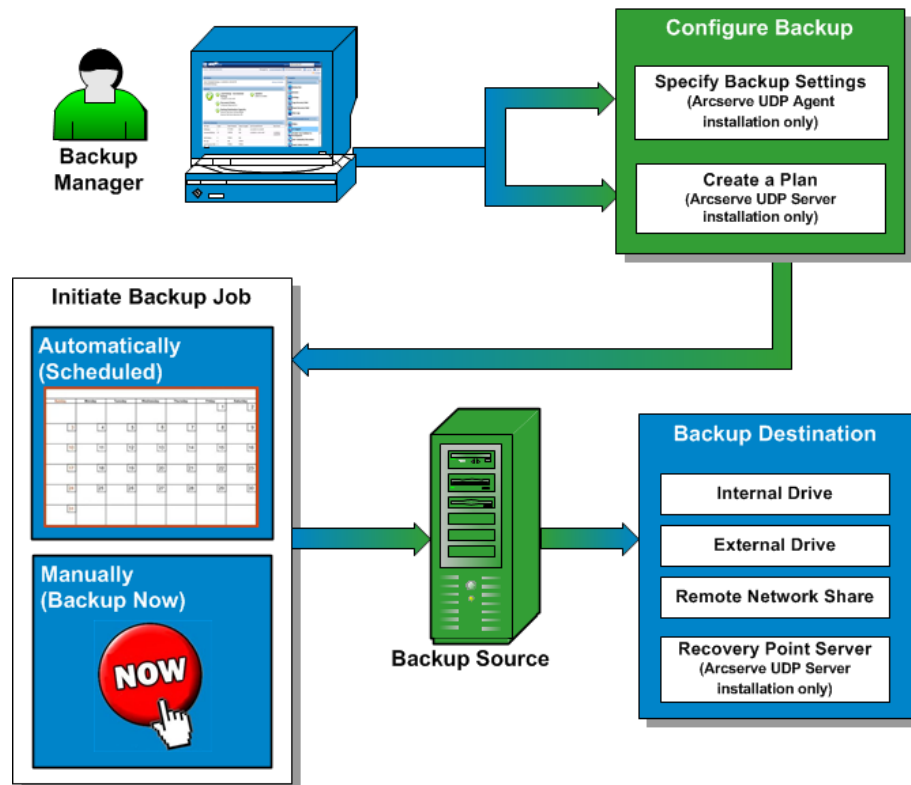 Backup
Manager
Configure Backup
Specify Backup Settings
(Arcserve UDP Agent
installation only)
Create a Plan
(Arcserve UDP Server
installation only)
Initiate Backup Job
Automatically
(Scheduled)
Manually
(Backup Now)
NOW
Backup Source
Backup Destination
Internal Drive
External Drive
Remote Network Share
Recovery Point Server
(Arcserve UDP Server
installation only)